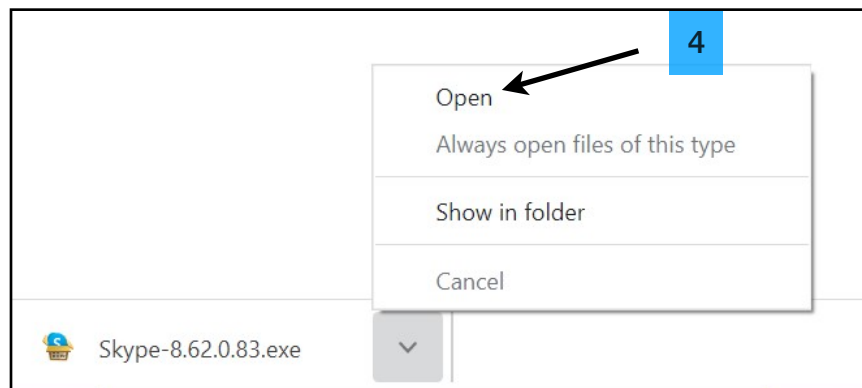 4
Open
Always open files of this type
Show in folder
Cancel
Skype-8.62.0.83.exe